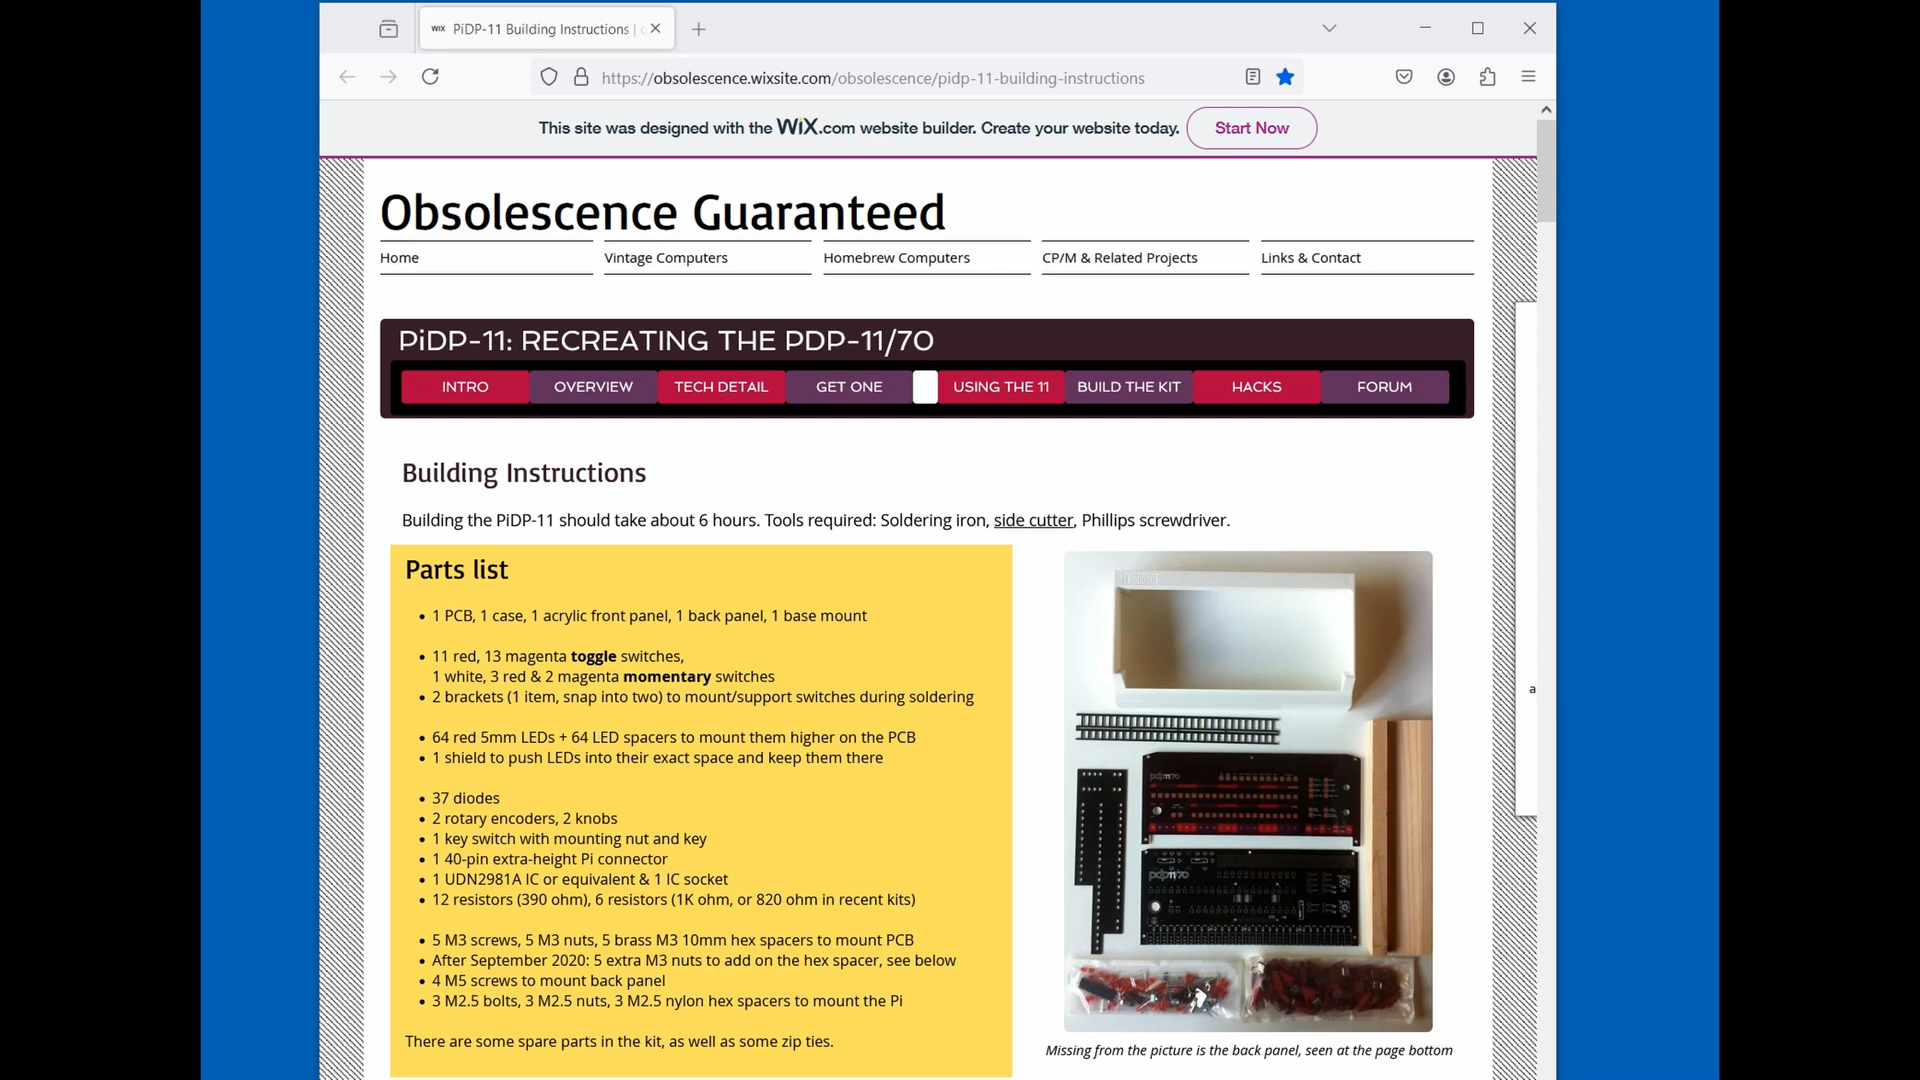 WiX PiDP-11 Building Instructions |
https://obsolescence.wixsite.com/obsolescence/pidp-11-building-instructions
This site was designed with the WiX.com website builder. Create your website today. Start Now
Obsolescence Guaranteed
Home Vintage Computers Homebrew Computers CP/M & Related Projects Links & Contact
PiDP-11: RECREATING THE PDP-11/70
INTRO OVERVIEW TECH DETAIL GET ONE USING THE 11 BUILD THE KIT HACKS FORUM
Building Instructions
Building the PiDP-11 should take about 6 hours. Tools required: Soldering iron, side cutter, Phillips screwdriver.
Parts list
• 1 PCB, 1 case, 1 acrylic front panel, 1 back panel, 1 base mount
• 11 red, 13 magenta toggle switches,
1 white, 3 red & 2 magenta momentary switches
• 2 brackets (1 item, snap into two) to mount/support switches during soldering
• 64 red 5mm LEDs + 64 LED spacers to mount them higher on the PCB
• 1 shield to push LEDs into their exact space and keep them there
• 37 diodes
• 2 rotary encoders, 2 knobs
• 1 key switch with mounting nut and key
• 1 40-pin extra-height Pi connector
• 1 UDN2981A IC or equivalent & 1 IC socket
• 12 resistors (390 ohm), 6 resistors (1K ohm, or 820 ohm in recent kits)
• 5 M3 screws, 5 M3 nuts, 5 brass M3 10mm hex spacers to mount PCB
• After September 2020: 5 extra M3 nuts to add on the hex spacer, see below
• 4 M5 screws to mount back panel
• 3 M2.5 bolts, 3 M2.5 nuts, 3 M2.5 nylon hex spacers to mount the Pi
There are some spare parts in the kit, as well as some zip ties.
pdp11/70
pdp11/70
Missing from the picture is the back panel, seen at the page bottom
a